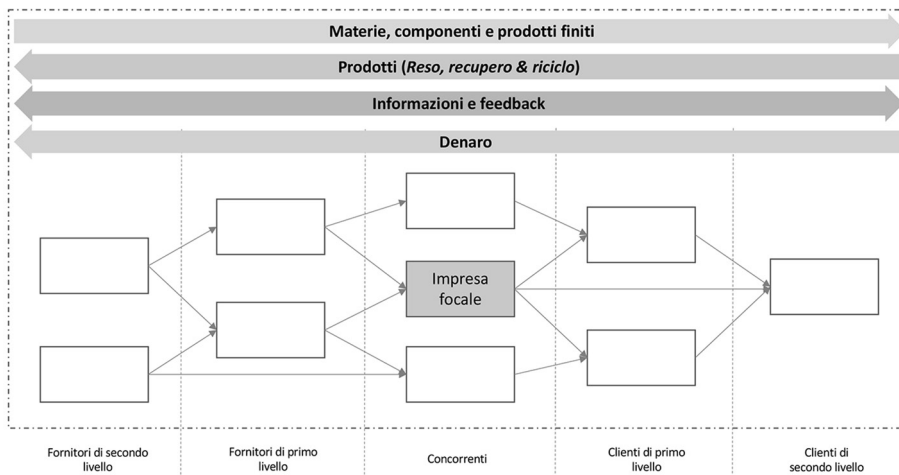 Materie, componenti e prodotti finiti
Prodotti (Reso, recupero & riciclo)
Informazioni e feedback
Denaro
Impresa
focale
Fornitori di secondo
livello
Fornitori di primo
livello
Concorrenti
Clienti di primo
livello
Clienti di
secondo livello